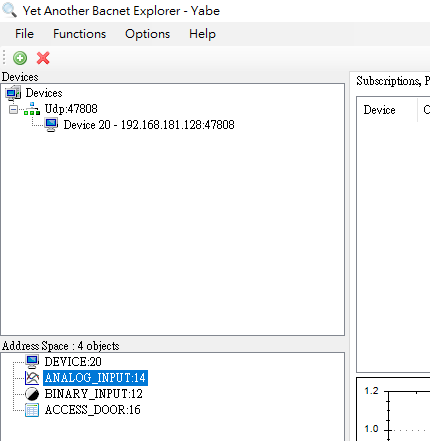 Yet Another Bacnet Explorer - Yabe
File Functions Options Help
Devices
Devices
Udp:47808
Device 20 - 192.168.181.128:47808
Subscriptions, P
Device
Address Space : 4 objects
DEVICE:20
ANALOG_INPUT:14
BINARY_INPUT:12
ACCESS_DOOR:16
1.2
1.0